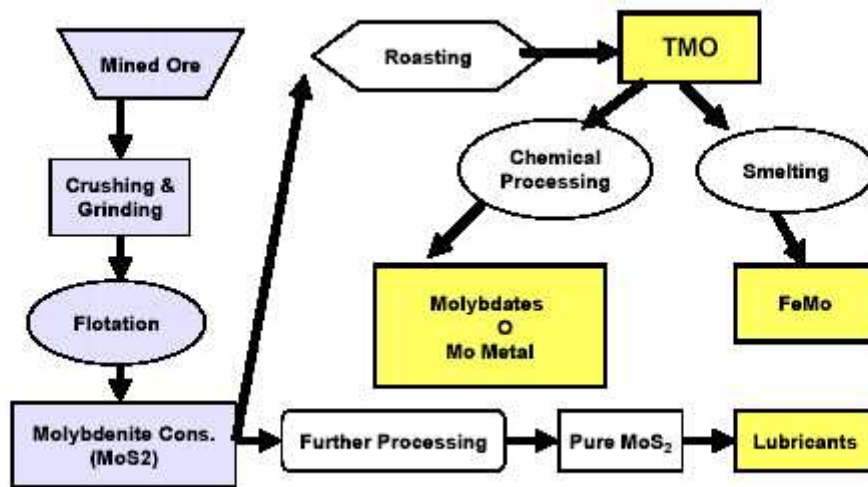 Mined Ore
Roasting
TMO
Crushing &
Grinding
Chemical
Processing
Smelting
Flotation
Molybdates
O
Mo Metal
FeMo
Molybdenite Cons.
(MoS2)
Further Processing
Pure MoS₂
Lubricants